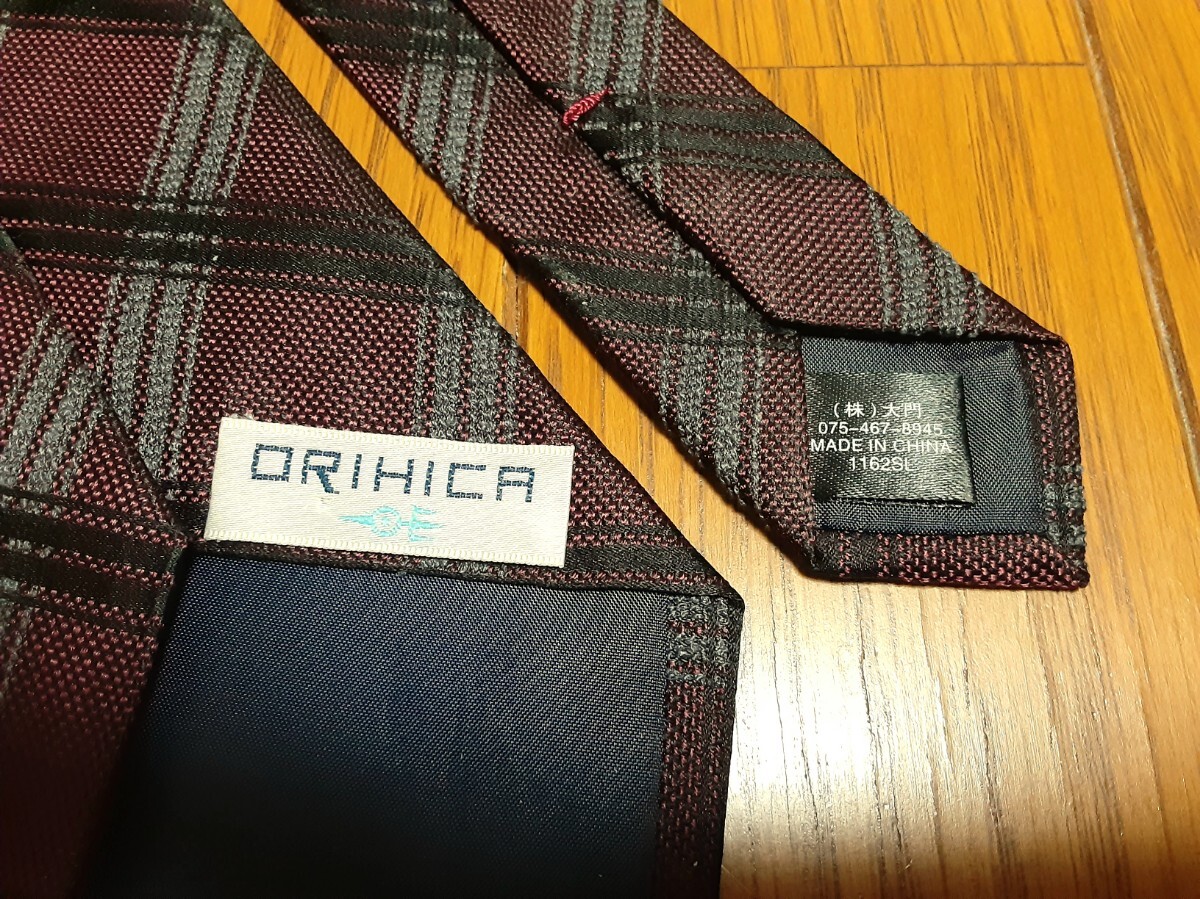 ORIHICA
(株)大門
075-467-8945
MADE IN CHINA
1162SL